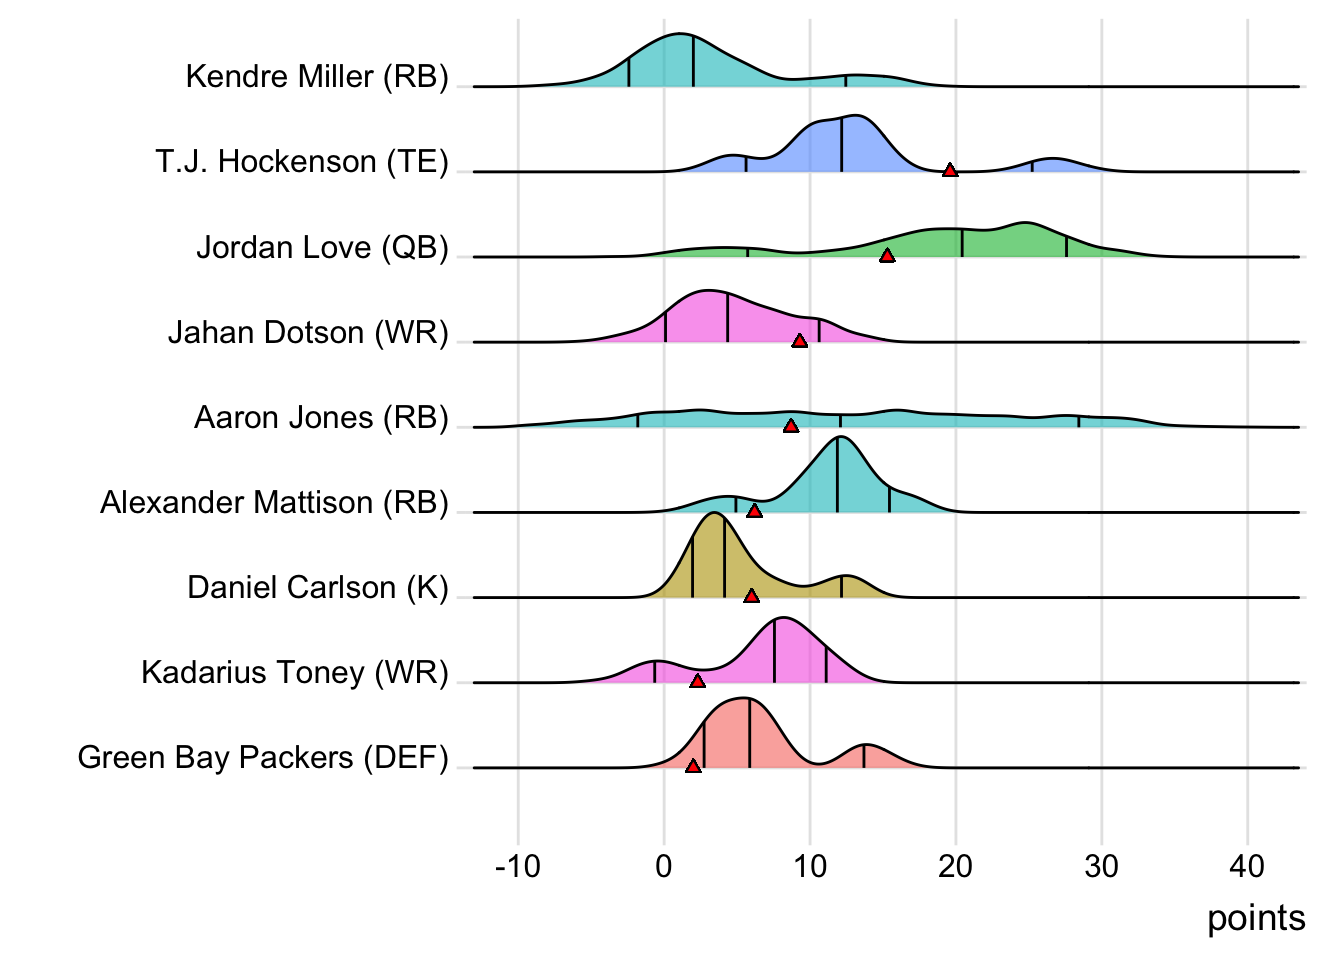 Kendre Miller (RB)
T.J. Hockenson (TE)
Jordan Love (QB)
Jahan Dotson (WR)
Aaron Jones (RB)
Alexander Mattison (RB)
Daniel Carlson (K)
Kadarius Toney (WR)
Green Bay Packers (DEF)
-10 0 10 20 30 40
points